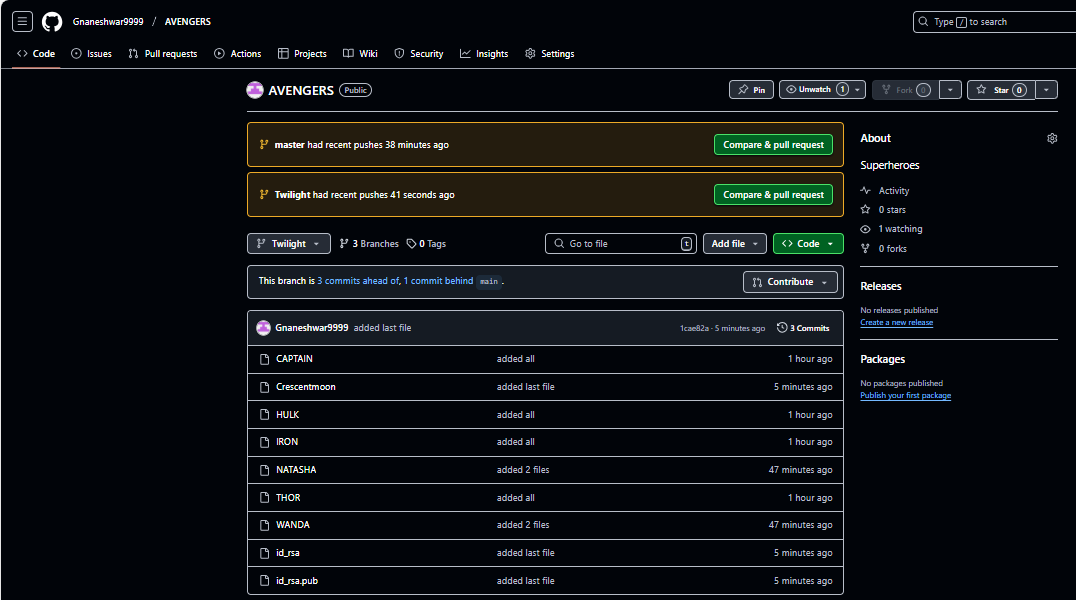 Gnaneshwar9999 / AVENGERS
Type / to search
Code Issues Pull requests Actions Projects Wiki Security Insights Settings
AVENGERS Public
Pin Unwatch 1 Fork 0 Star 0
master had recent pushes 38 minutes ago Compare & pull request
Twilight had recent pushes 41 seconds ago Compare & pull request
Twilight 3 Branches 0 Tags Go to file t Add file Code
This branch is 3 commits ahead of, 1 commit behind main . Contribute
Gnaneshwar9999 added last file 1cae82a · 5 minutes ago 3 Commits
CAPTAIN added all 1 hour ago
Crescentmoon added last file 5 minutes ago
HULK added all 1 hour ago
IRON added all 1 hour ago
NATASHA added 2 files 47 minutes ago
THOR added all 1 hour ago
WANDA added 2 files 47 minutes ago
id_rsa added last file 5 minutes ago
id_rsa.pub added last file 5 minutes ago
About
Superheroes
Activity
0 stars
1 watching
0 forks
Releases
No releases published
Create a new release
Packages
No packages published
Publish your first package